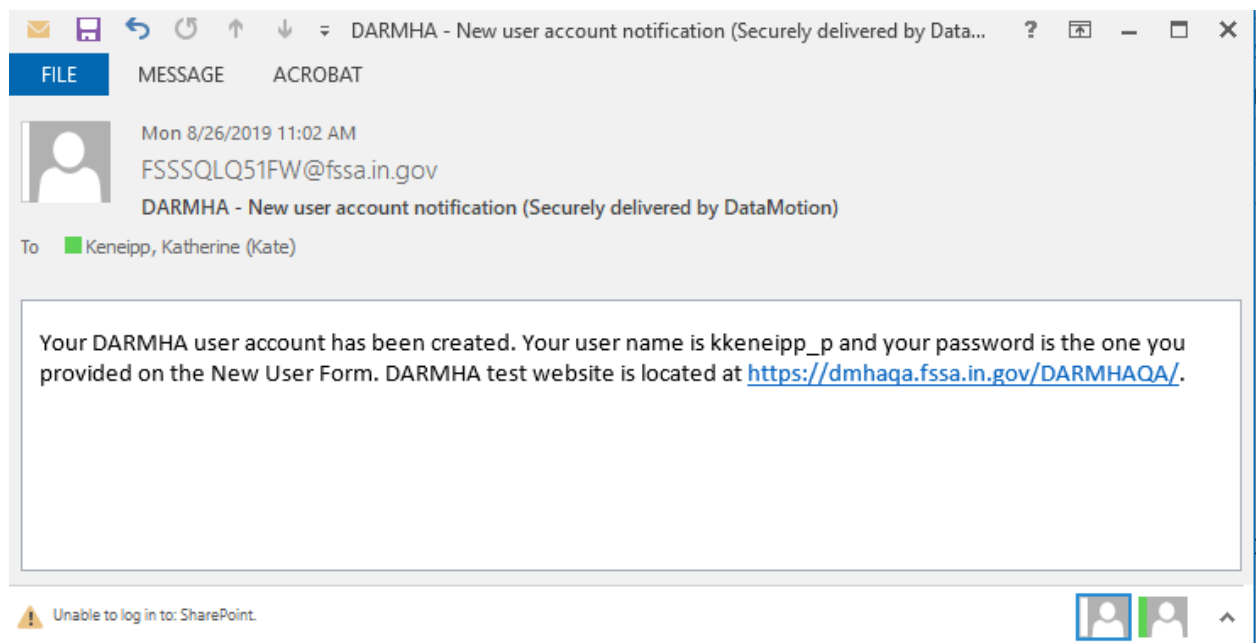 DARMHA - New user account notification (Securely delivered by Data...
?
FILE MESSAGE ACROBAT
Mon 8/26/2019 11:02 AM
FSSSQLQ51FW@fssa.in.gov
DARMHA - New user account notification (Securely delivered by DataMotion)
To Keneipp, Katherine (Kate)
Your DARMHA user account has been created. Your user name is kkeneipp_p and your password is the one you
provided on the New User Form. DARMHA test website is located at https://dmhaqa.fssa.in.gov/DARMHAQA/.
Unable to log in to: SharePoint.